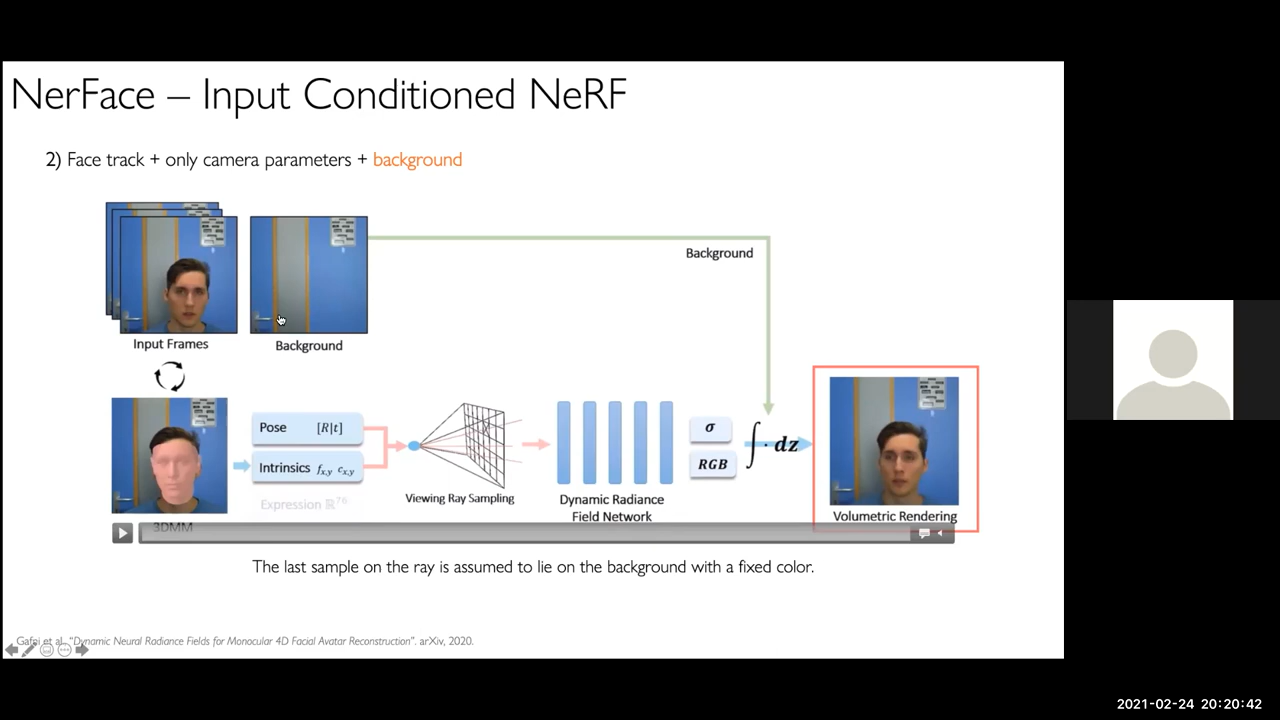 NerFace – Input Conditioned NeRF
2) Face track + only camera parameters + background
Background
Input Frames
Background
Pose [R|t]
Intrinsics fx,y cx,y
Expression ℝ76
3DMM
Viewing Ray Sampling
Dynamic Radiance
Field Network
σ
RGB
∫ · dz
Volumetric Rendering
The last sample on the ray is assumed to lie on the background with a fixed color.
Gafni et al. "Dynamic Neural Radiance Fields for Monocular 4D Facial Avatar Reconstruction". arXiv, 2020.
2021-02-24 20:20:42